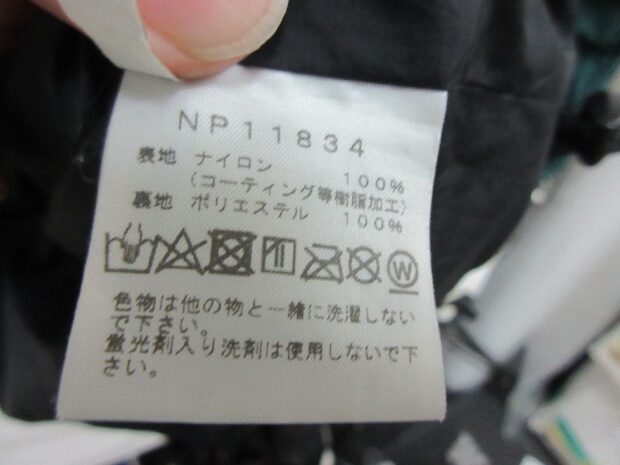 NP11834
表地 ナイロン 100%
(コーティング等樹脂加工)
裏地 ポリエステル 100%
W
色物は他の物と一緒に洗濯しない
で下さい。
蛍光剤入り洗剤は使用しないで下
さい。